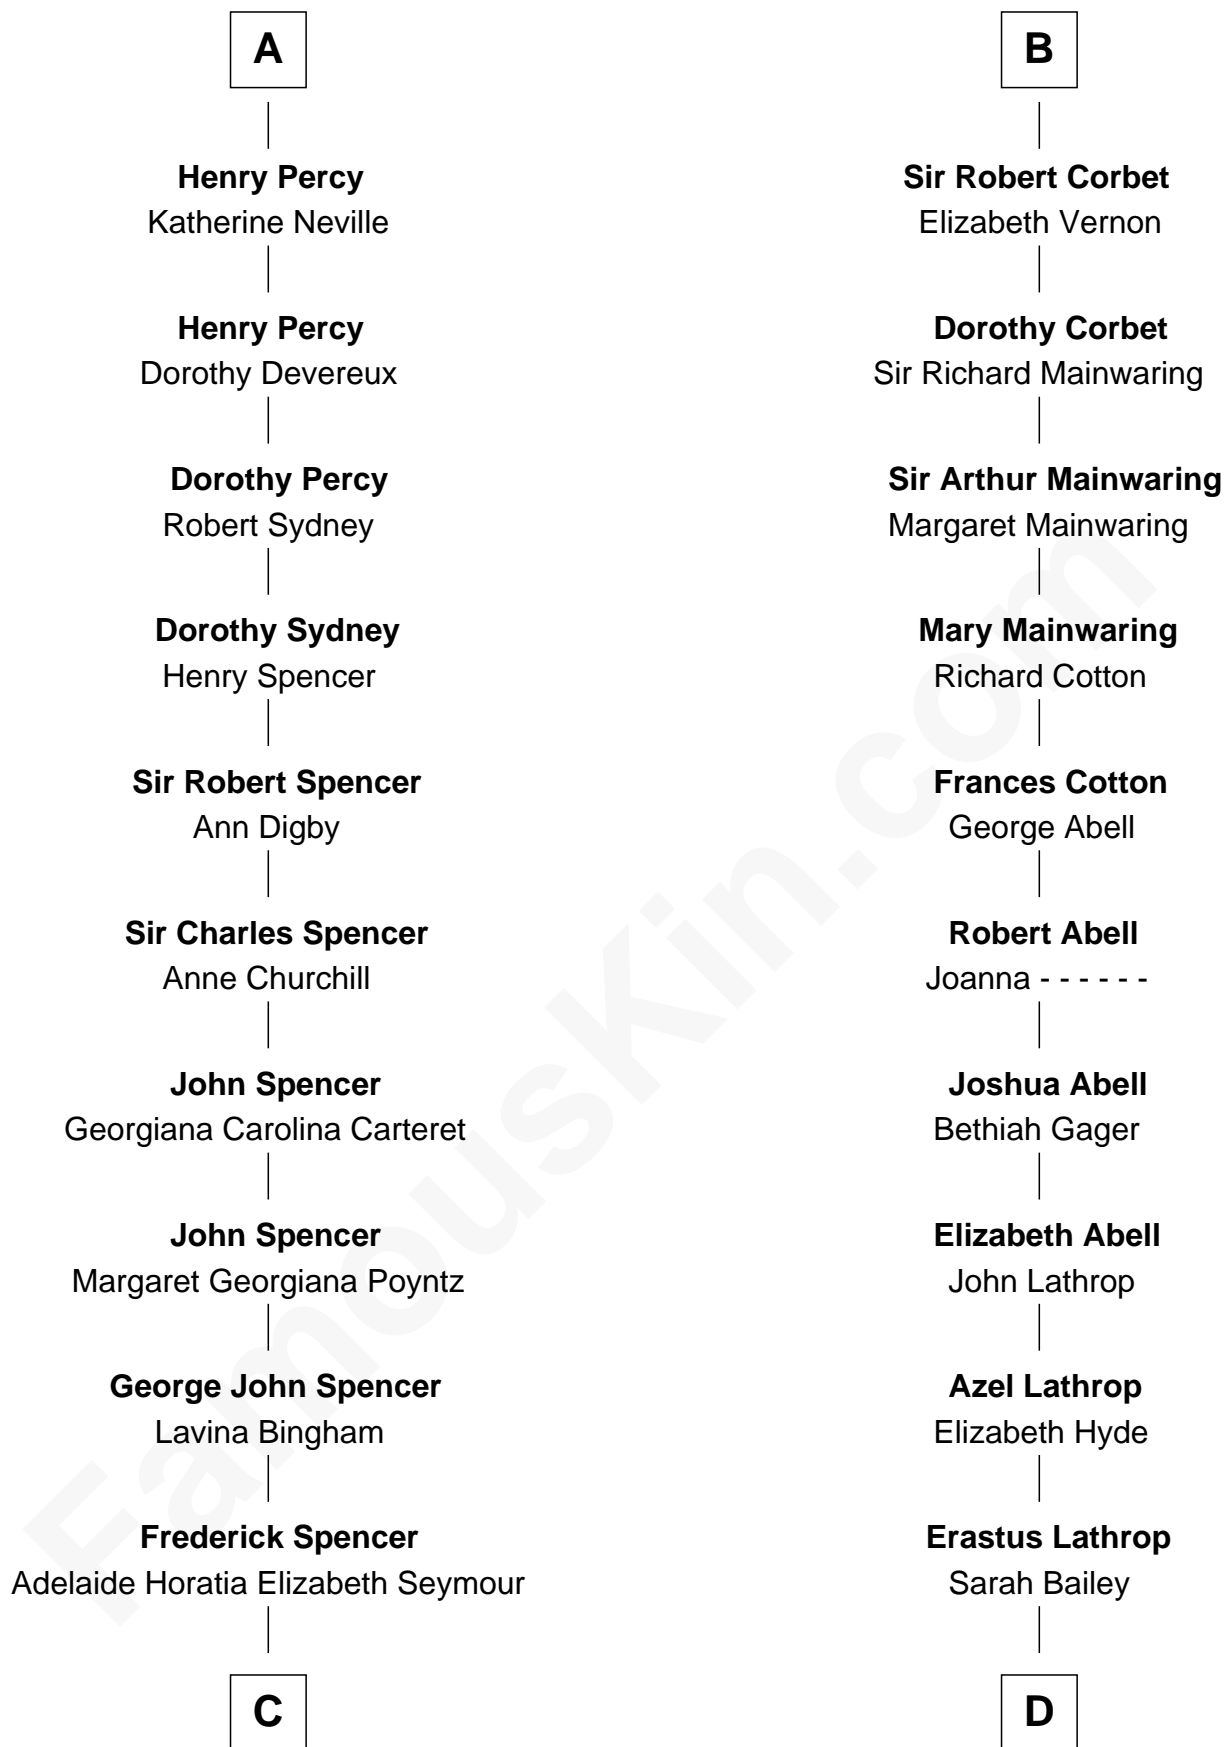 A
Henry Percy
Katherine Neville
Henry Percy
Dorothy Devereux
Dorothy Percy
Robert Sydney
Dorothy Sydney
Henry Spencer
Sir Robert Spencer
Ann Digby
Sir Charles Spencer
Anne Churchill
John Spencer
Georgiana Carolina Carteret
John Spencer
Margaret Georgiana Poyntz
George John Spencer
Lavina Bingham
Frederick Spencer
Adelaide Horatia Elizabeth Seymour
C
B
Sir Robert Corbet
Elizabeth Vernon
Dorothy Corbet
Sir Richard Mainwaring
Sir Arthur Mainwaring
Margaret Mainwaring
Mary Mainwaring
Richard Cotton
Frances Cotton
George Abell
Robert Abell
Joanna - - - - - -
Joshua Abell
Bethiah Gager
Elizabeth Abell
John Lathrop
Azel Lathrop
Elizabeth Hyde
Erastus Lathrop
Sarah Bailey
D
FamousKin.com